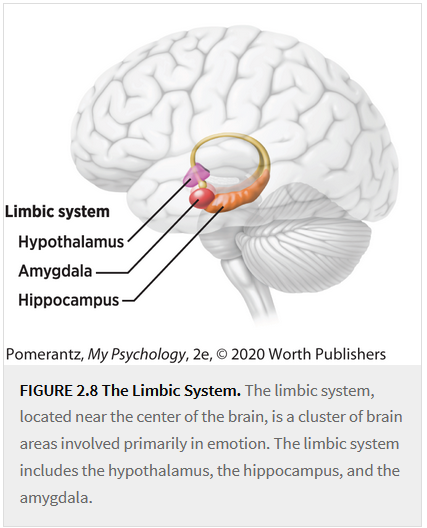 Limbic system
Hypothalamus
Amygdala
Hippocampus
Pomerantz, My Psychology, 2e, © 2020 Worth Publishers
FIGURE 2.8 The Limbic System. The limbic system,
located near the center of the brain, is a cluster of brain
areas involved primarily in emotion. The limbic system
includes the hypothalamus, the hippocampus, and the
amygdala.